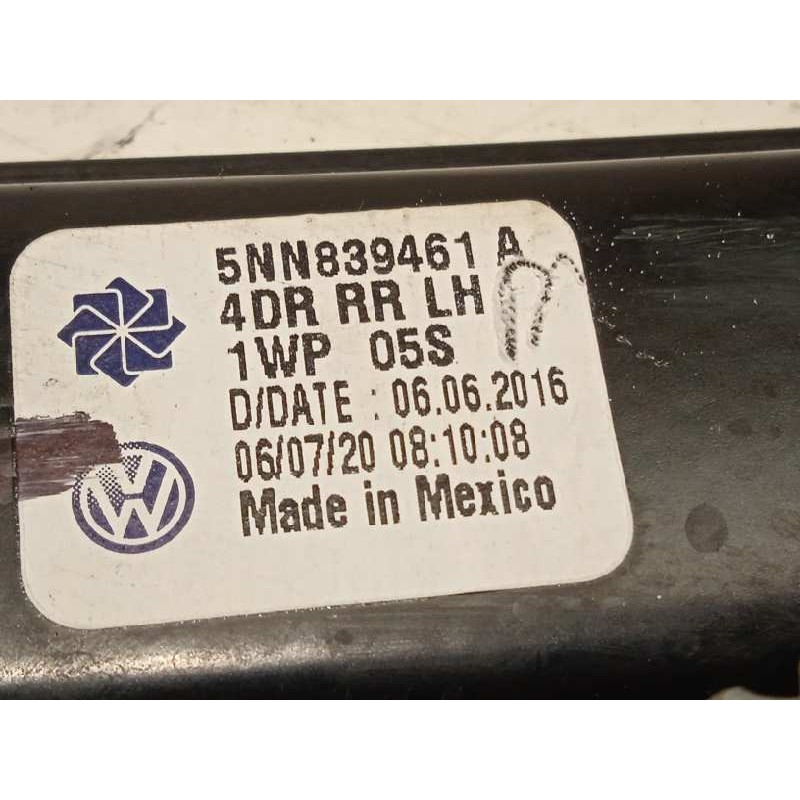 5NN839461 A
4DR RR LH
1WP 05S
D/DATE : 06.06.2016
06/07/20 08:10:08
Made in Mexico
VW